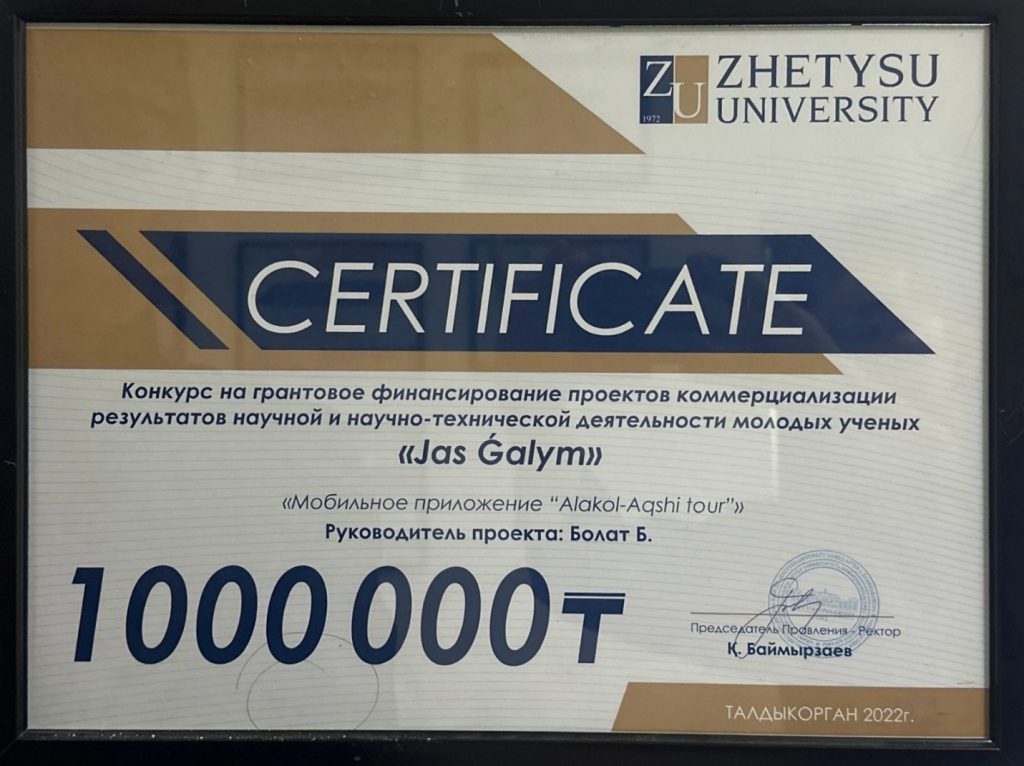 ZU
1972
ZHETYSU
UNIVERSITY
CERTIFICATE
Конкурс на грантовое финансирование проектов коммерциализации
результатов научной и научно-технической деятельности молодых ученых
«Jas Ǵalym»
«Мобильное приложение “Alakol-Aqshi tour”»
Руководитель проекта: Болат Б.
1000 000₸
Председатель Правления - Ректор
Қ. Баймырзаев
ТАЛДЫКОРГАН 2022г.